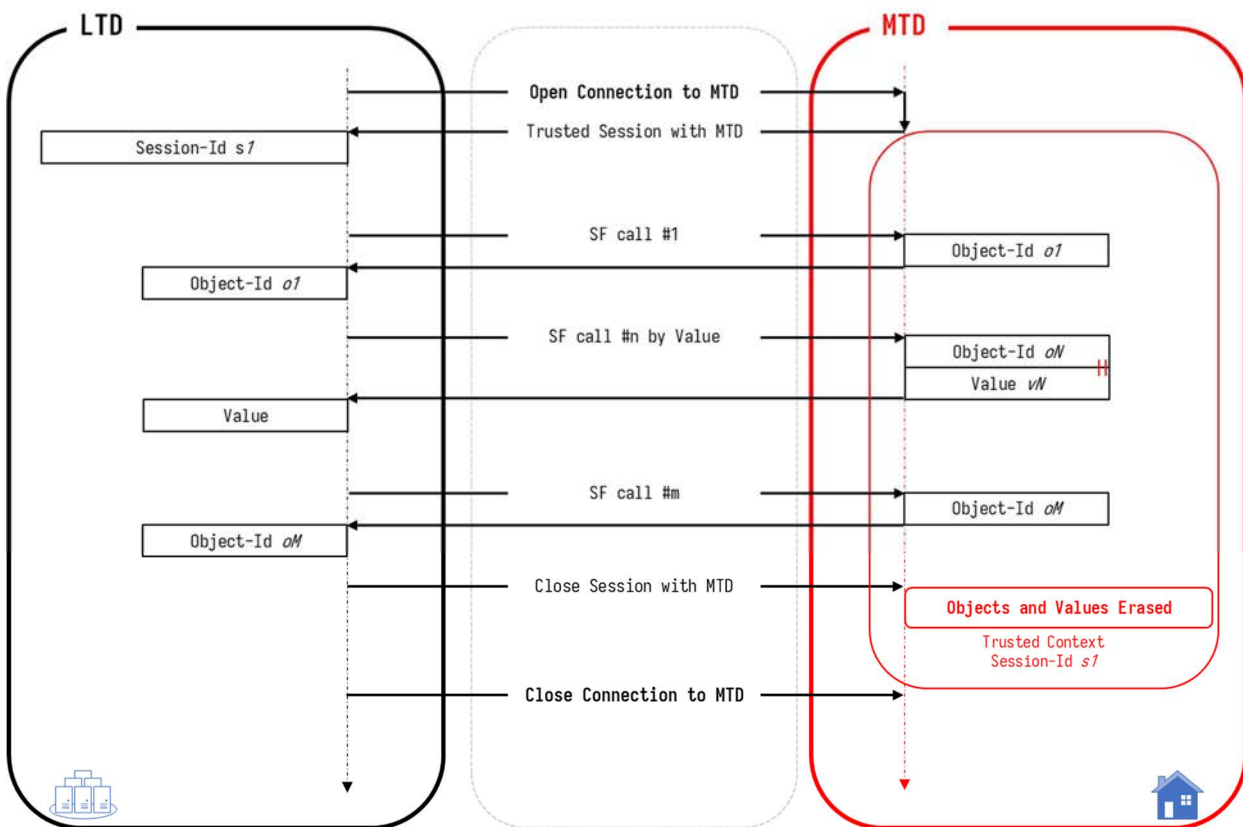 LTD
MTD
Open Connection to MTD
Trusted Session with MTD
Session-Id s1
SF call #1
Object-Id o1
Object-Id o1
SF call #n by Value
Object-Id oN
Value vN
Value
SF call #m
Object-Id oM
Object-Id oM
Close Session with MTD
Objects and Values Erased
Trusted Context
Session-Id s1
Close Connection to MTD